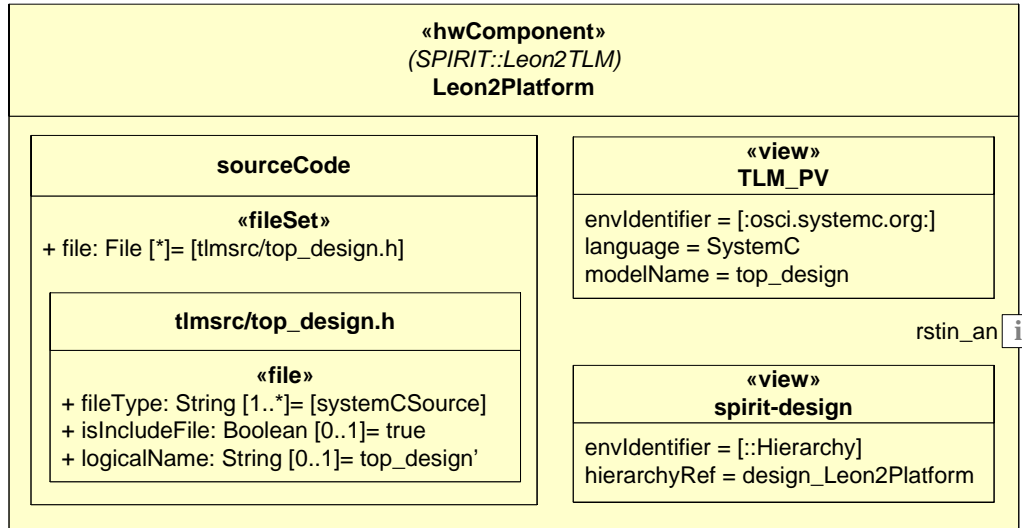 «hwComponent»
(SPIRIT::Leon2TLM)
Leon2Platform
sourceCode
«fileSet»
+ file: File [*]= [tlmsrc/top_design.h]
tlmsrc/top_design.h
«file»
+ fileType: String [1..*]= [systemCSource]
+ isIncludeFile: Boolean [0..1]= true
+ logicalName: String [0..1]= top_design’
«view»
TLM_PV
envIdentifier = [:osci.systemc.org:]
language = SystemC
modelName = top_design
rstin_an
i
«view»
spirit-design
envIdentifier = [::Hierarchy]
hierarchyRef = design_Leon2Platform